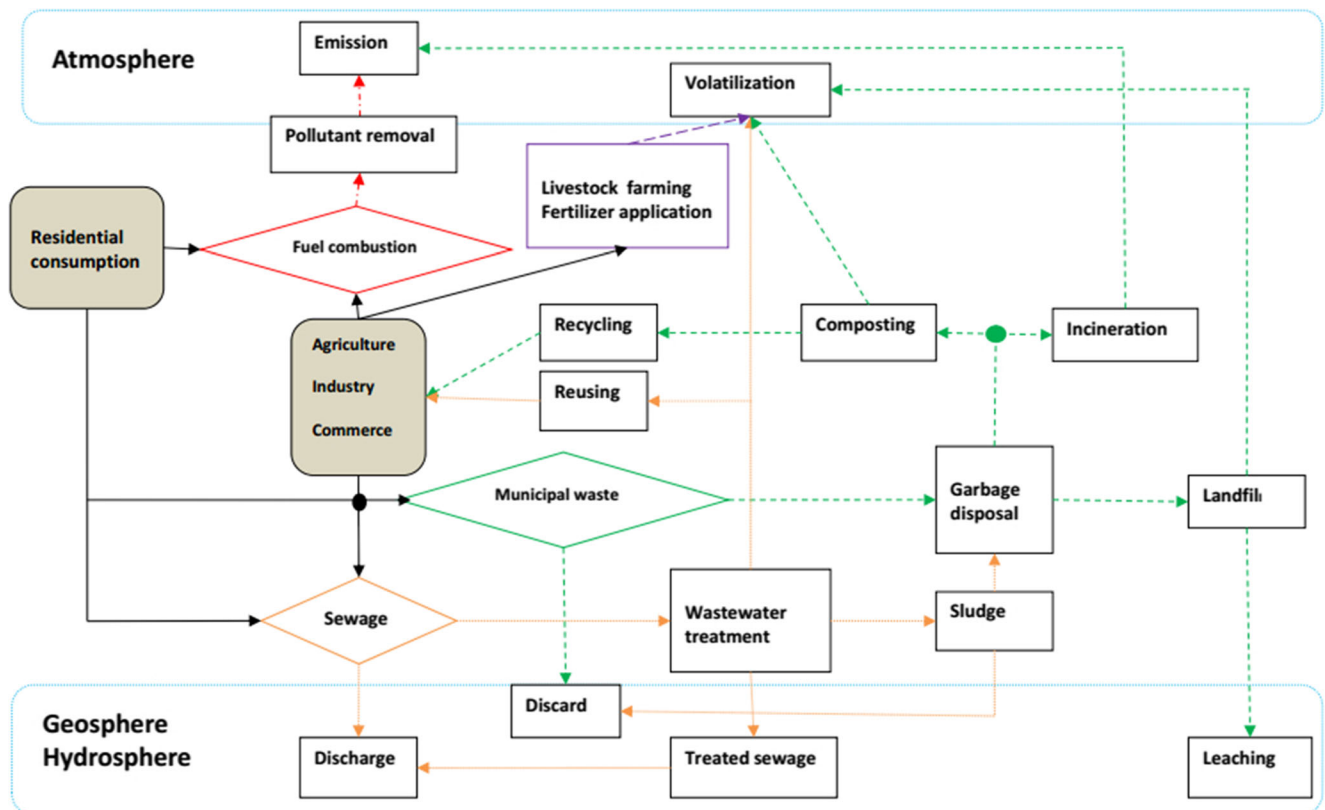 Emission
Atmosphere
Volatilization
Pollutant removal
Livestock farming
Fertilizer application
Residential
consumption
Fuel combustion
Recycling
Composting
Incineration
Agriculture
Industry
Commerce
Reusing
Municipal waste
Garbage
disposal
Landfill
Sewage
Wastewater
treatment
Sludge
Discard
Geosphere
Hydrosphere
Discharge
Treated sewage
Leaching